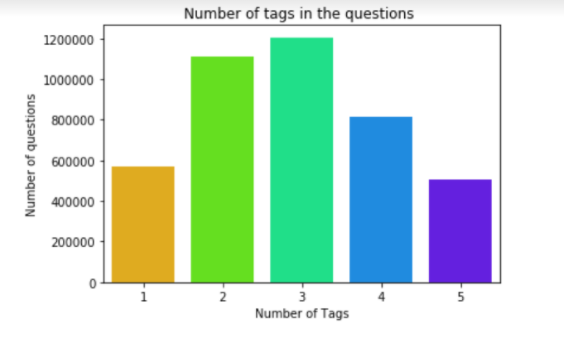 Number of tags in the questions
1200000
1000000
800000
600000
400000
200000
0
Number of questions
1 2 3 4 5
Number of Tags